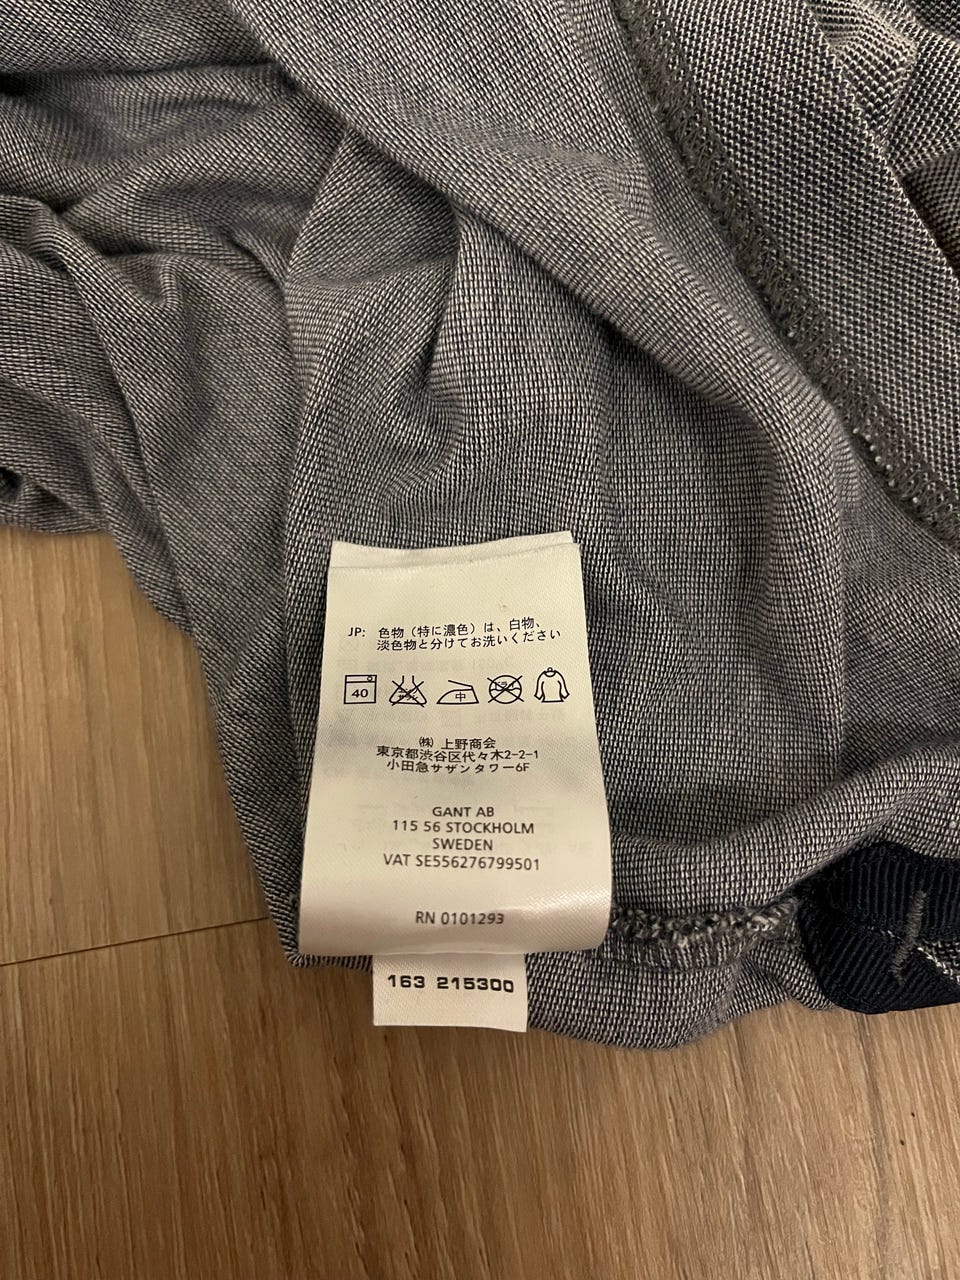 JP: 色物（特に濃色）は、白物、
淡色物と分けてお洗いください
40 中
㈱ 上野商会
東京都渋谷区代々木2-2-1
小田急サザンタワー6F
GANT AB
115 56 STOCKHOLM
SWEDEN
VAT SE556276799501
RN 0101293
163 215300